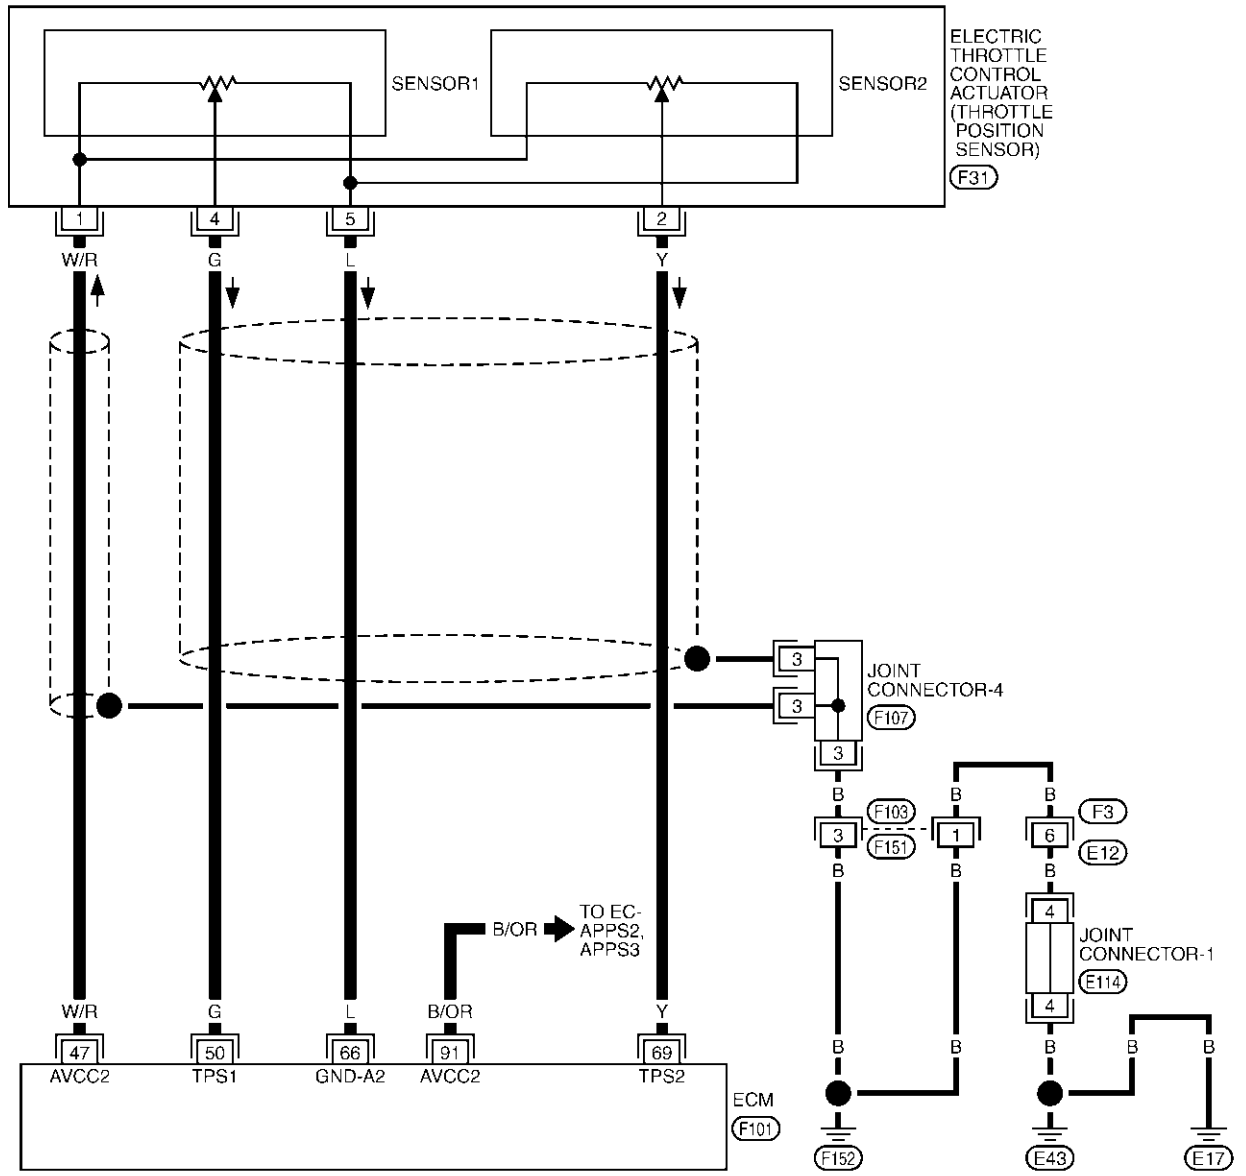 ELECTRIC
THROTTLE
CONTROL
ACTUATOR
(THROTTLE
POSITION
SENSOR)
F31
SENSOR1
SENSOR2
1
4
5
2
W/R
G
L
Y
3
3
JOINT
CONNECTOR-4
F107
3
B
B
B
F103
F3
3
1
6
F151
E12
B
B
B
4
TO EC-
APPS2,
APPS3
B/OR
JOINT
CONNECTOR-1
E114
4
W/R
G
L
B/OR
Y
47
50
66
91
69
B
B
B
B
B
AVCC2
TPS1
GND-A2
AVCC2
TPS2
ECM
F101
F152
E43
E17